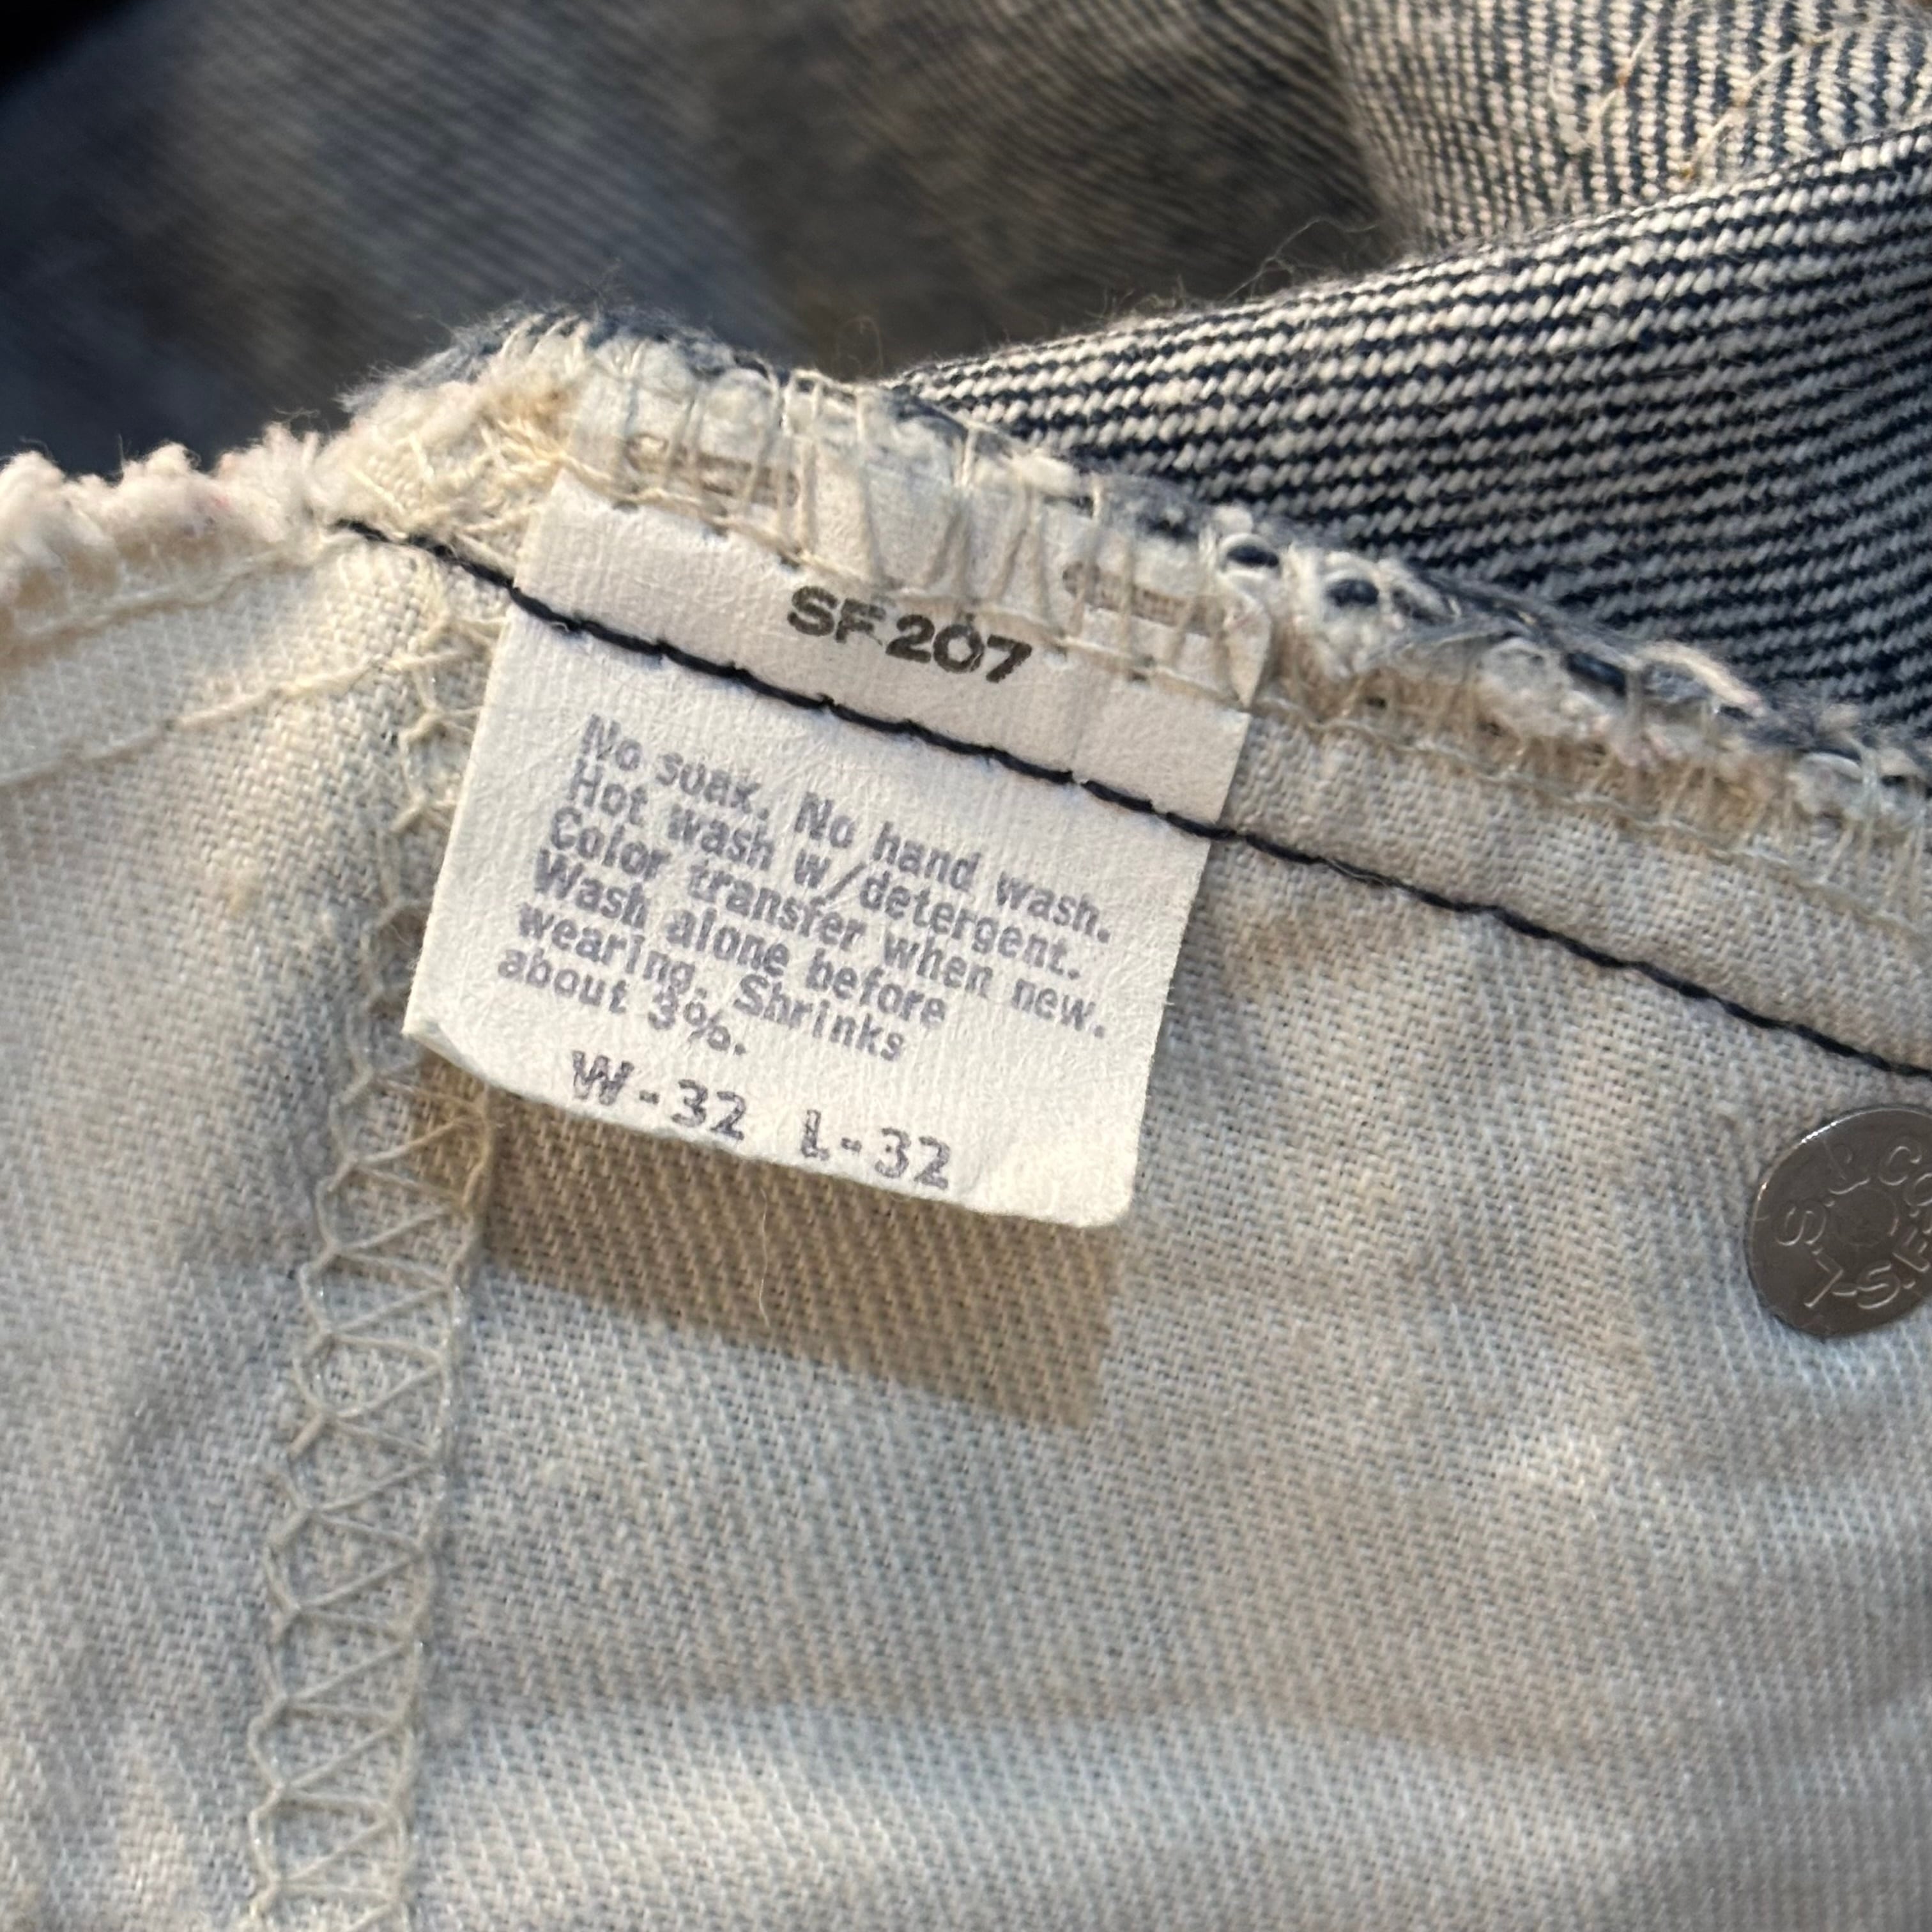 SF 207
No soak. No hand wash.
Hot wash w/detergent.
Color transfer when new.
Wash alone before
wearing. Shrinks
about 3%.
W-32 L-32
L.S.&CO.